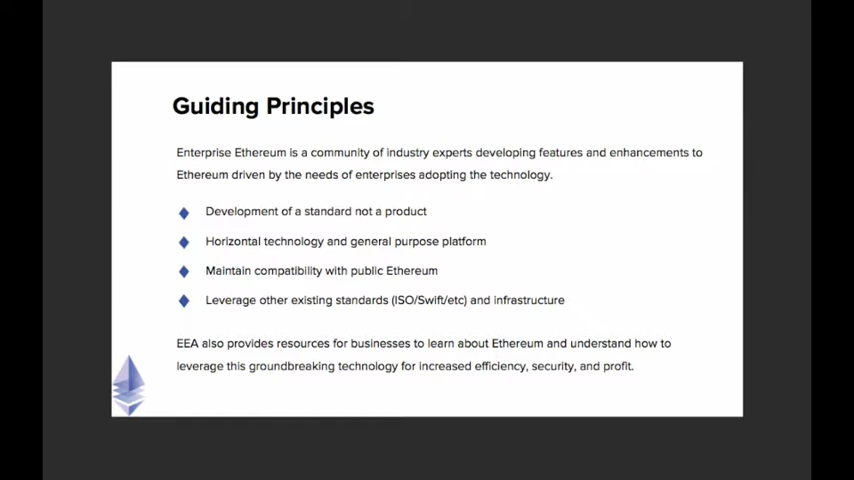 Guiding Principles
Enterprise Ethereum is a community of industry experts developing features and enhancements to
Ethereum driven by the needs of enterprises adopting the technology.
Development of a standard not a product
Horizontal technology and general purpose platform
Maintain compatibility with public Ethereum
Leverage other existing standards (ISO/Swift/etc) and infrastructure
EEA also provides resources for businesses to learn about Ethereum and understand how to
leverage this groundbreaking technology for increased efficiency, security, and profit.